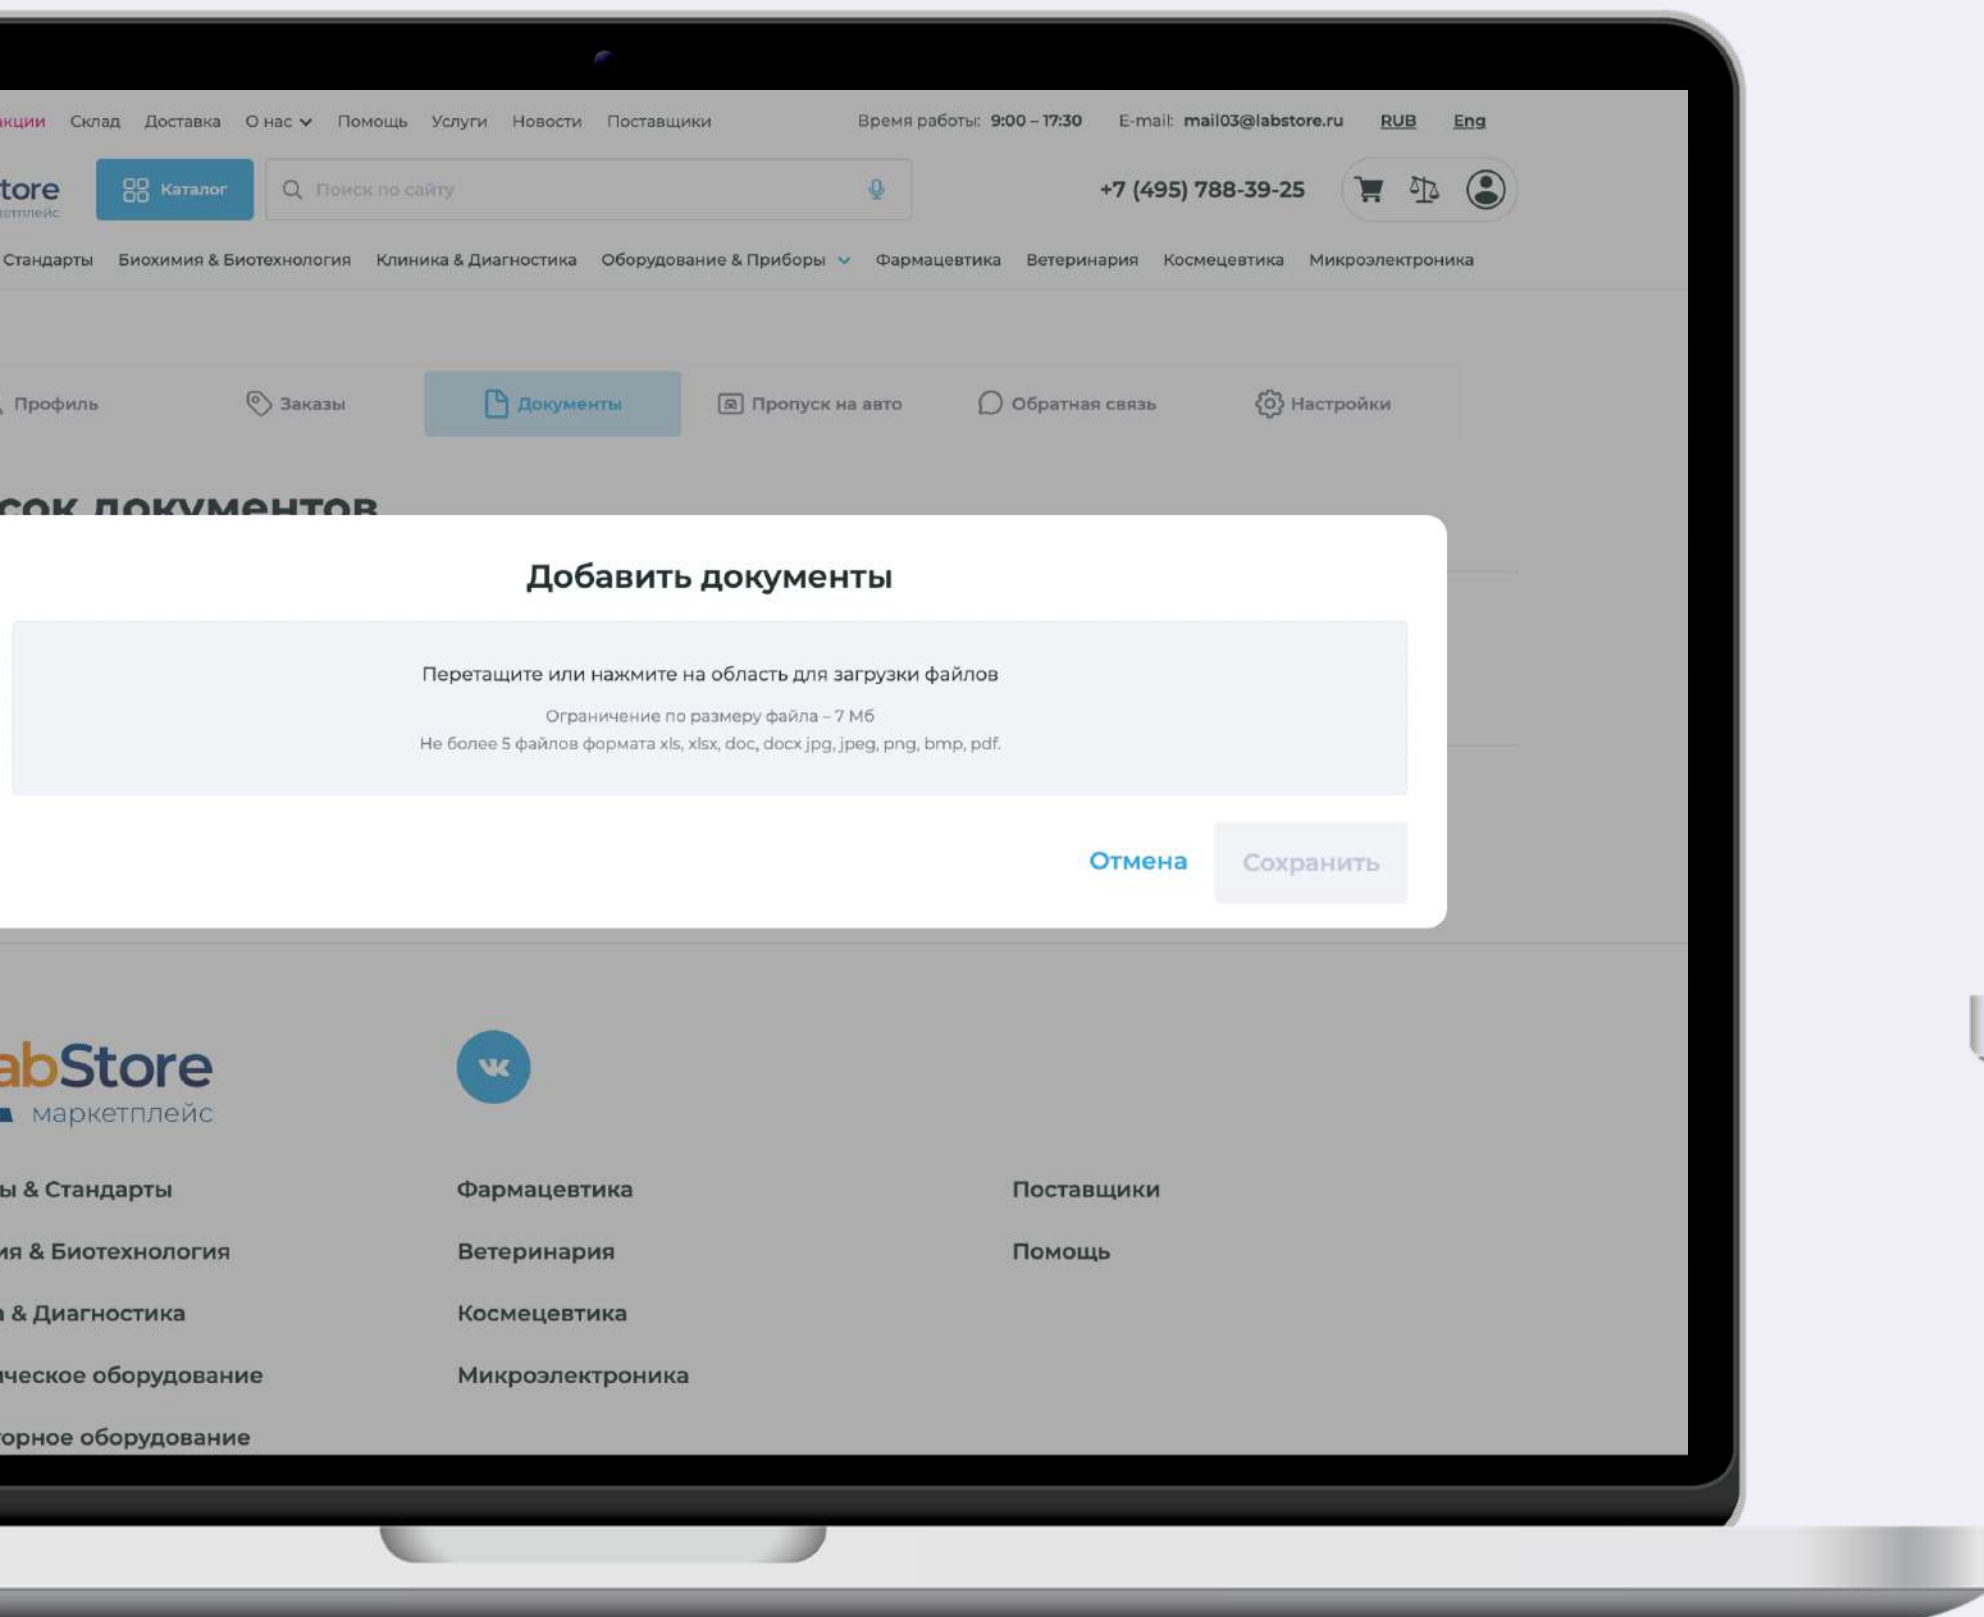 акции Склад Доставка О нас Помощь Услуги Новости Поставщики Время работы: 9:00 – 17:30 E-mail: mail03@labstore.ru RUB Eng
tore Каталог Поиск по сайту +7 (495) 788-39-25
Стандарты Биохимия & Биотехнология Клиника & Диагностика Оборудование & Приборы Фармацевтика Ветеринария Космецевтика Микроэлектроника
Профиль Заказы Документы Пропуск на авто Обратная связь Настройки
сок документов
Добавить документы
Перетащите или нажмите на область для загрузки файлов
Ограничение по размеру файла – 7 Мб
Не более 5 файлов формата xls, xlsx, doc, docx jpg, jpeg, png, bmp, pdf.
Отмена Сохранить
abStore
маркетплейс
ы & Стандарты Фармацевтика Поставщики
ия & Биотехнология Ветеринария Помощь
а & Диагностика Космецевтика
ическое оборудование Микроэлектроника
торное оборудование